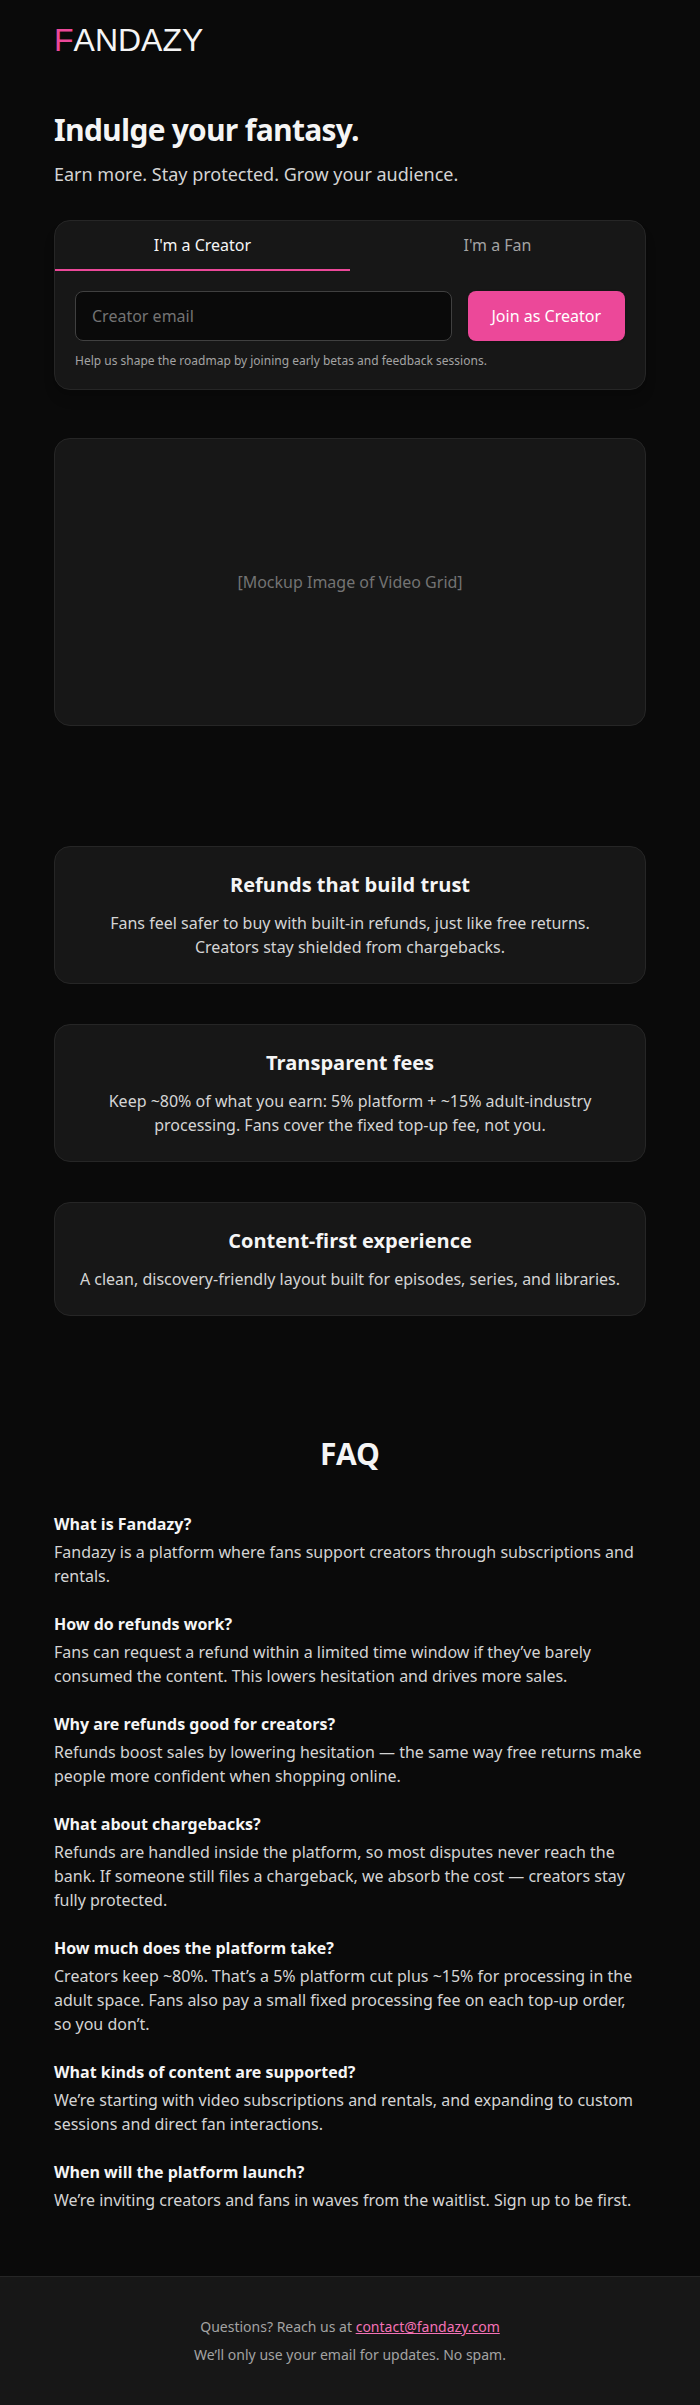 FANDAZY
Indulge your fantasy.
Earn more. Stay protected. Grow your audience.
I'm a Creator
I'm a Fan
Creator email
Join as Creator
Help us shape the roadmap by joining early betas and feedback sessions.
[Mockup Image of Video Grid]
Refunds that build trust
Fans feel safer to buy with built-in refunds, just like free returns.
Creators stay shielded from chargebacks.
Transparent fees
Keep ~80% of what you earn: 5% platform + ~15% adult-industry
processing. Fans cover the fixed top-up fee, not you.
Content-first experience
A clean, discovery-friendly layout built for episodes, series, and libraries.
FAQ
What is Fandazy?
Fandazy is a platform where fans support creators through subscriptions and
rentals.
How do refunds work?
Fans can request a refund within a limited time window if they’ve barely
consumed the content. This lowers hesitation and drives more sales.
Why are refunds good for creators?
Refunds boost sales by lowering hesitation — the same way free returns make
people more confident when shopping online.
What about chargebacks?
Refunds are handled inside the platform, so most disputes never reach the
bank. If someone still files a chargeback, we absorb the cost — creators stay
fully protected.
How much does the platform take?
Creators keep ~80%. That’s a 5% platform cut plus ~15% for processing in the
adult space. Fans also pay a small fixed processing fee on each top-up order,
so you don’t.
What kinds of content are supported?
We’re starting with video subscriptions and rentals, and expanding to custom
sessions and direct fan interactions.
When will the platform launch?
We’re inviting creators and fans in waves from the waitlist. Sign up to be first.
Questions? Reach us at contact@fandazy.com
We’ll only use your email for updates. No spam.